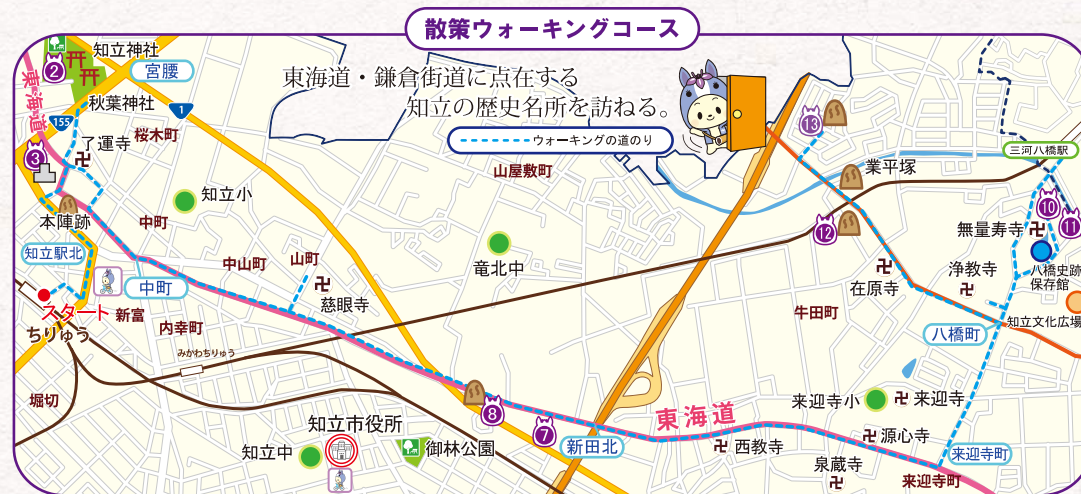 散策ウォーキングコース
東海道・鎌倉街道に点在する
知立の歴史名所を訪ねる。
ウォーキングの道のり
知立神社
2
宮腰
東海道
秋葉神社
1
155
了運寺
桜木町
3
知立小
本陣跡
中町
知立駅北
中山町
山町
中町
慈眼寺
スタート
新富
ちりゅう
内幸町
みかわちりゅう
堀切
知立市役所
知立中
御林公園
山屋敷町
竜北中
8
7
新田北
東海道
西教寺
13
業平塚
三河八橋駅
10
11
12
無量寿寺
八橋史跡
保存館
浄教寺
在原寺
牛田町
知立文化広場
八橋町
来迎寺小
来迎寺
源心寺
来迎寺町
泉蔵寺
来迎寺町